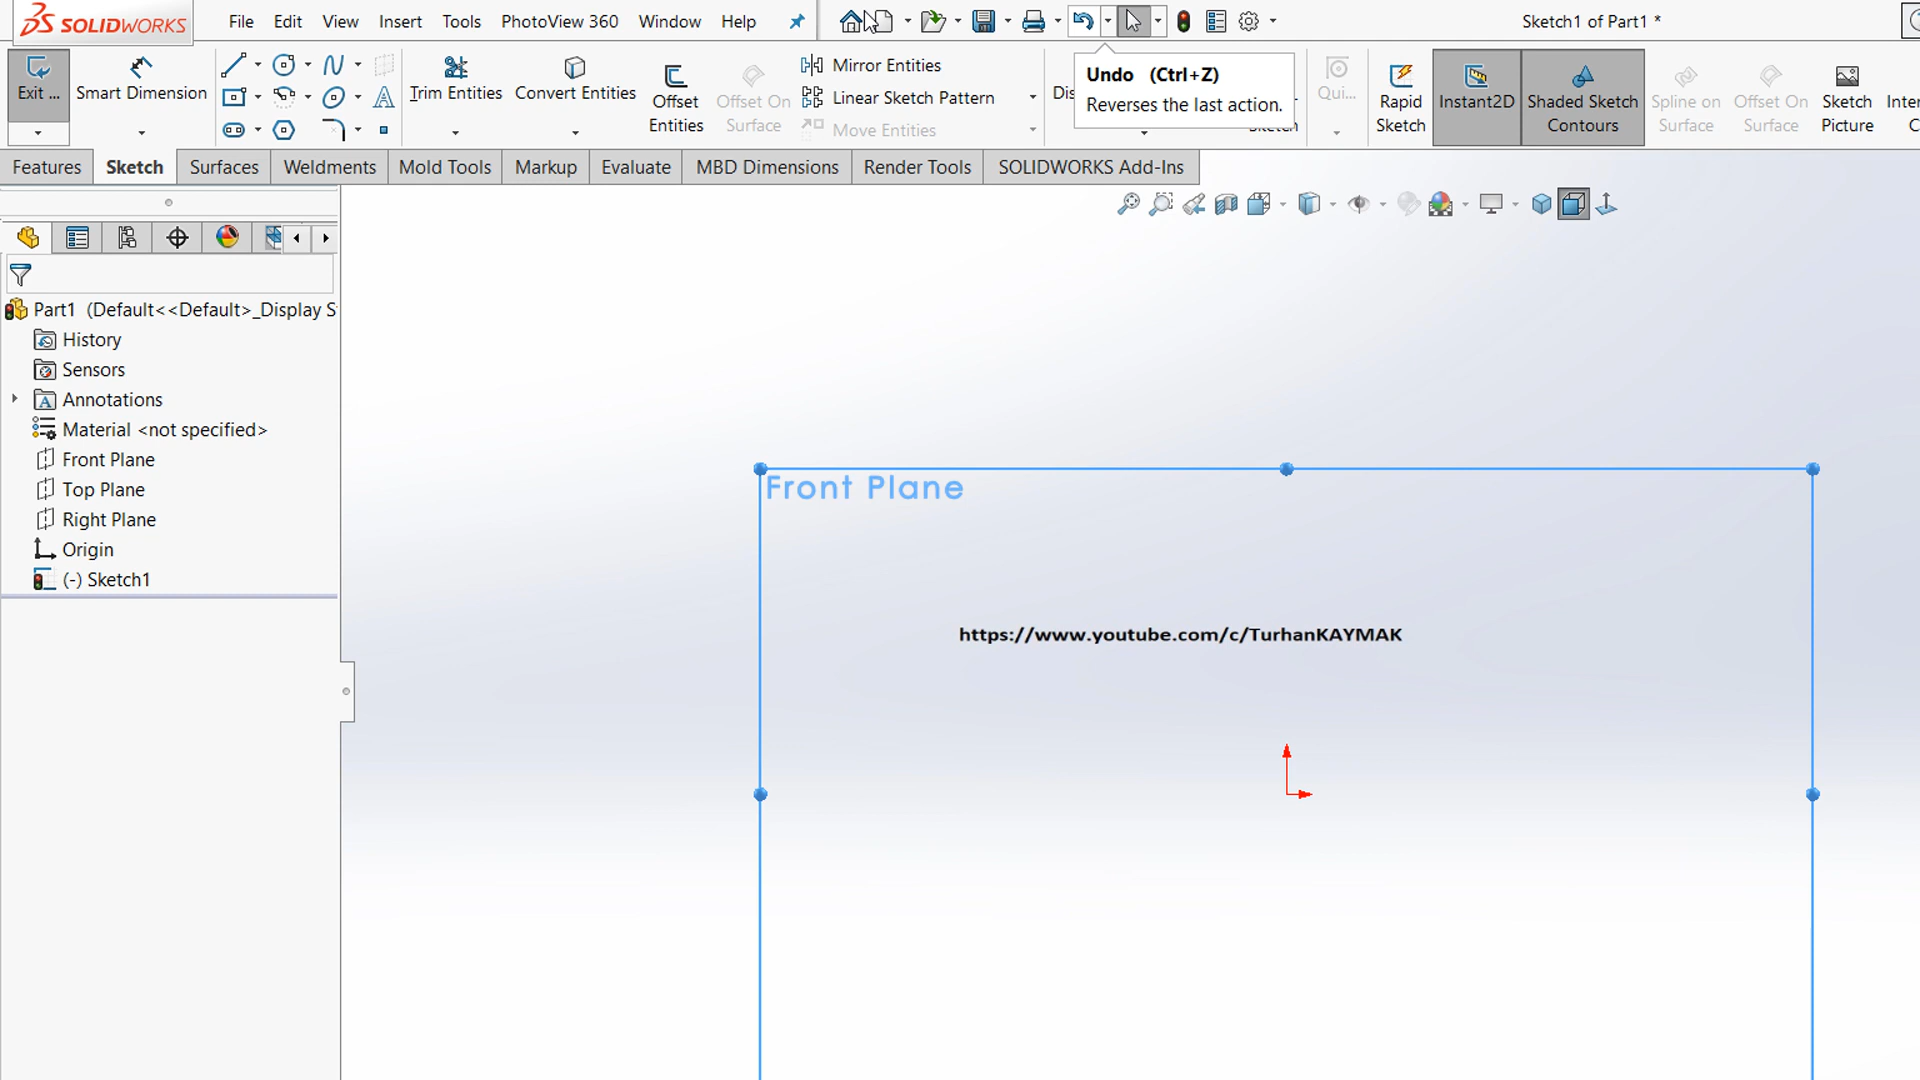 SOLIDWORKS File Edit View Insert Tools PhotoView 360 Window Help Sketch1 of Part1 *
Exit ... Smart Dimension Trim Entities Convert Entities Offset Entities Offset On Surface
Mirror Entities
Linear Sketch Pattern
Move Entities
Undo (Ctrl+Z)
Reverses the last action.
Qui... Rapid Sketch Instant2D Shaded Sketch Contours Spline on Surface Offset On Surface Sketch Picture
Features Sketch Surfaces Weldments Mold Tools Markup Evaluate MBD Dimensions Render Tools SOLIDWORKS Add-Ins
Part1 (Default<<Default>_Display S
History
Sensors
Annotations
Material <not specified>
Front Plane
Top Plane
Right Plane
Origin
(-) Sketch1
Front Plane
https://www.youtube.com/c/TurhanKAYMAK